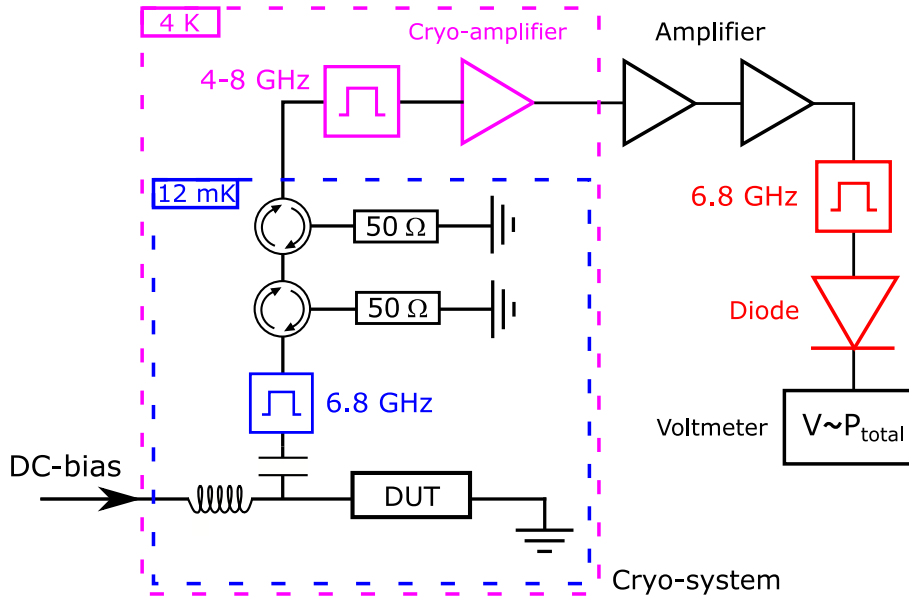 4 K
Cryo-amplifier
Amplifier
4-8 GHz
12 mK
6.8 GHz
50 Ω
50 Ω
Diode
6.8 GHz
Voltmeter
V~Ptotal
DC-bias
DUT
Cryo-system